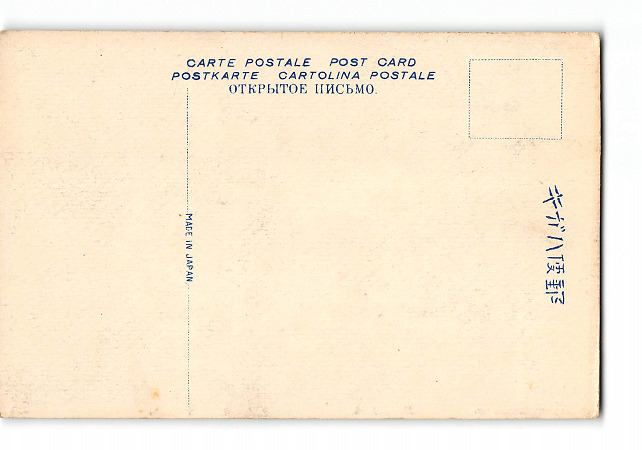 CARTE POSTALE POST CARD
POSTKARTE CARTOLINA POSTALE
ОТКРЫТОЕ ПИСЬМО.
MADE IN JAPAN
郵便ハガキ